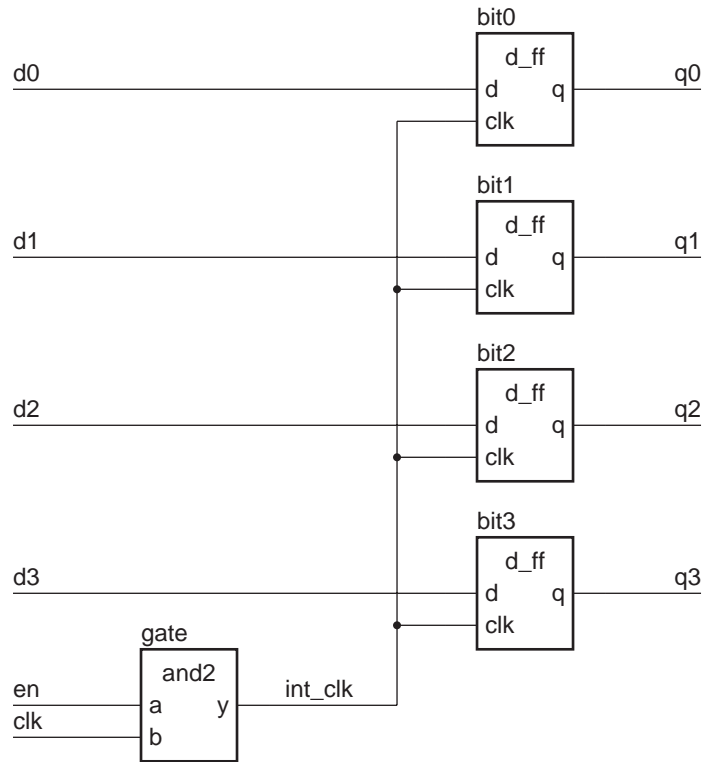 bit0
d_ff
d0
d q
q0
clk
bit1
d_ff
d1
d q
q1
clk
bit2
d_ff
d2
d q
q2
clk
bit3
d_ff
d3
d q
q3
clk
gate
and2
en
a y
int_clk
clk
b